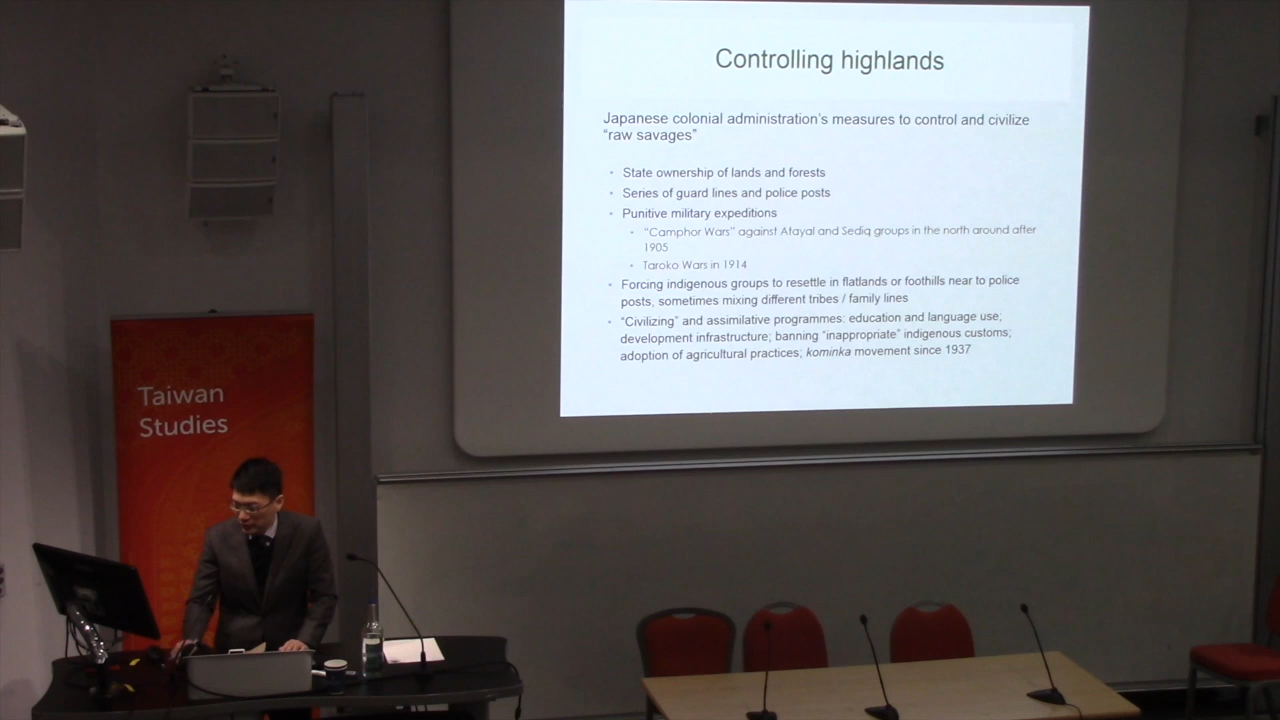 Controlling highlands
Japanese colonial administration's measures to control and civilize
"raw savages"
State ownership of lands and forests
Series of guard lines and police posts
Punitive military expeditions
"Camphor Wars" against Atayal and Sediq groups in the north around after
1905
Taroko Wars in 1914
Forcing indigenous groups to resettle in flatlands or foothills near to police
posts, sometimes mixing different tribes / family lines
"Civilizing" and assimilative programmes: education and language use;
development infrastructure; banning "inappropriate" indigenous customs;
adoption of agricultural practices; kominka movement since 1937
Taiwan
Studies